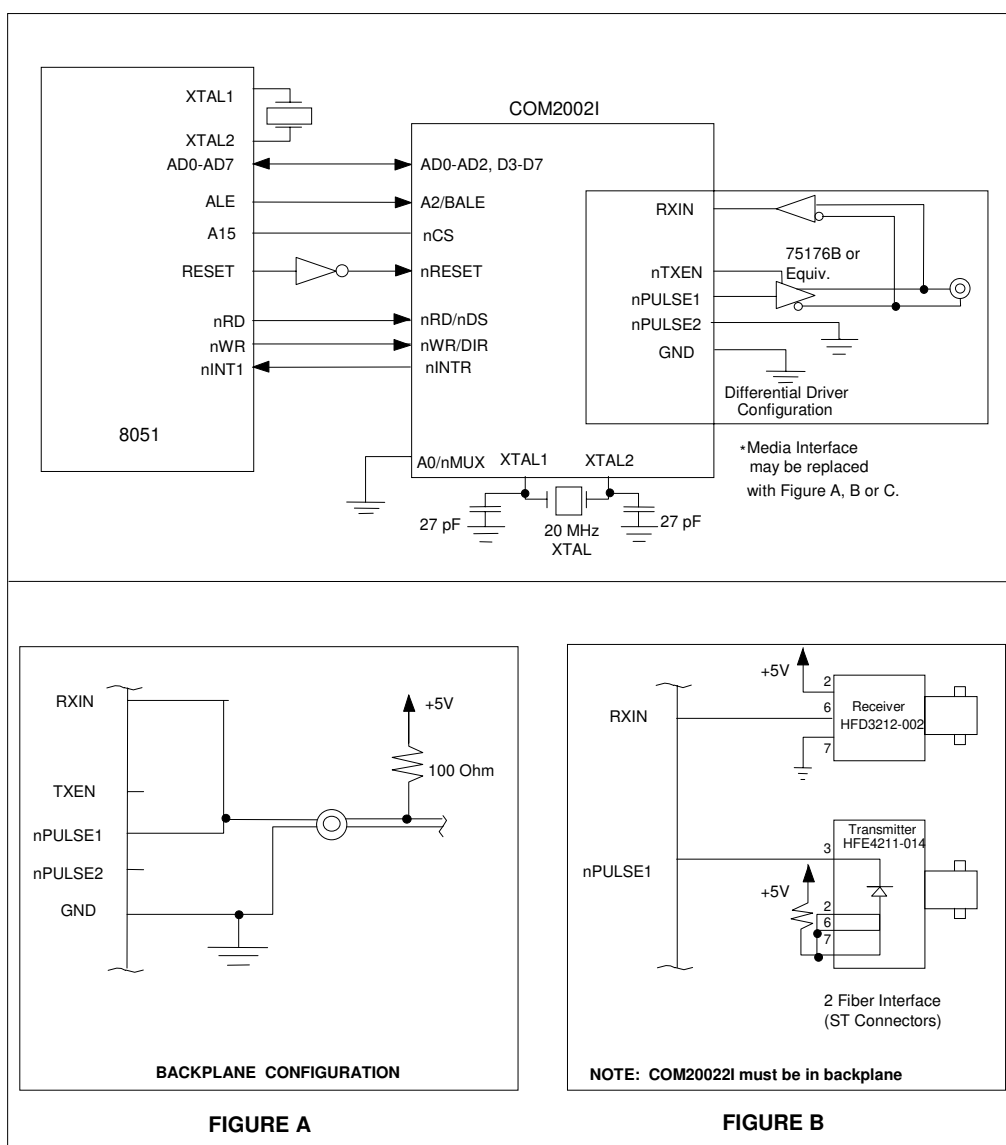 XTAL1
XTAL2
AD0-AD7
ALE
A15
RESET
nRD
nWR
nINT1
8051
COM2002I
AD0-AD2, D3-D7
A2/BALE
nCS
nRESET
nRD/nDS
nWR/DIR
nINTR
A0/nMUX
XTAL1
XTAL2
27 pF
20 MHz
XTAL
27 pF
RXIN
nTXEN
nPULSE1
nPULSE2
GND
75176B or
Equiv.
Differential Driver
Configuration
*Media Interface
may be replaced
with Figure A, B or C.
RXIN
TXEN
nPULSE1
nPULSE2
GND
+5V
100 Ohm
BACKPLANE CONFIGURATION
FIGURE A
+5V
RXIN
2
6
7
Receiver
HFD3212-002
nPULSE1
+5V
3
2
6
7
Transmitter
HFE4211-014
2 Fiber Interface
(ST Connectors)
NOTE: COM20022I must be in backplane
FIGURE B